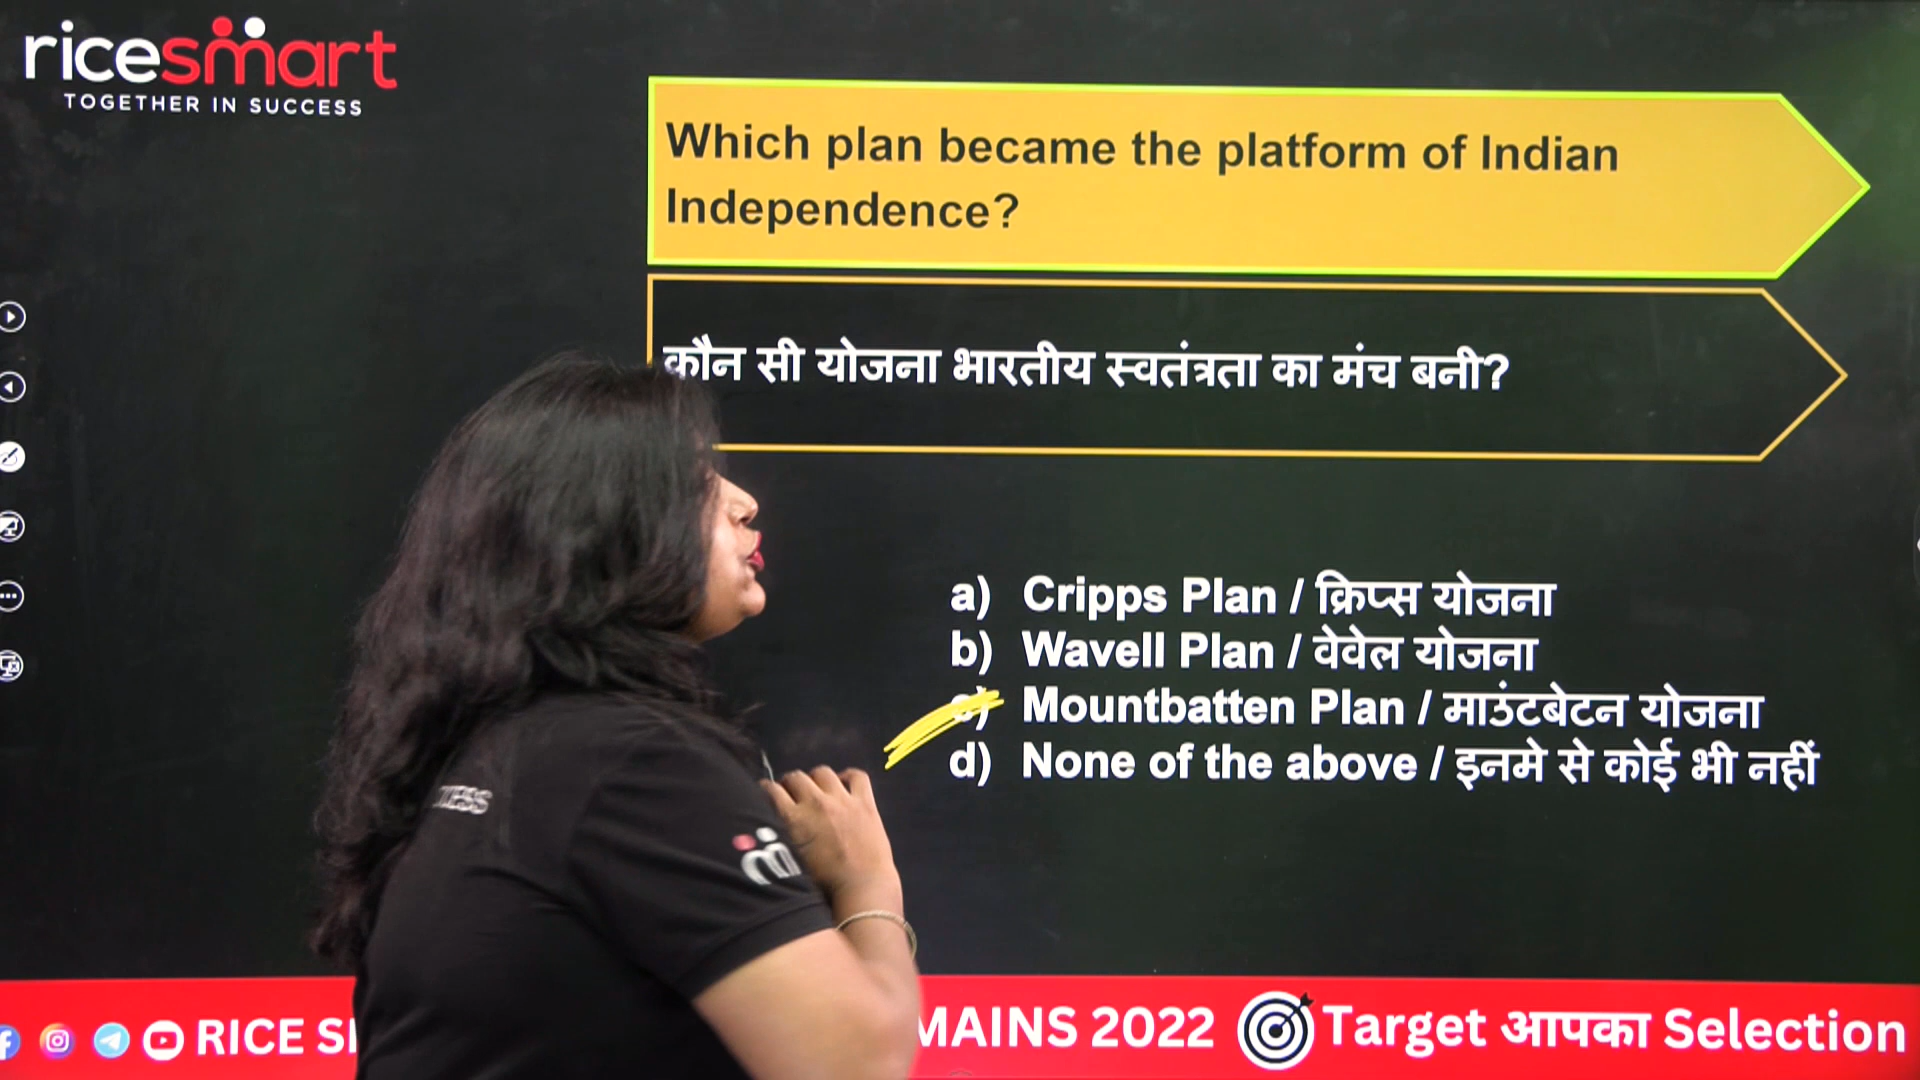 ricesmart
TOGETHER IN SUCCESS
Which plan became the platform of Indian
Independence?
कौन सी योजना भारतीय स्वतंत्रता का मंच बनी?
a) Cripps Plan / क्रिप्स योजना
b) Wavell Plan / वेवेल योजना
c) Mountbatten Plan / माउंटबेटन योजना
d) None of the above / इनमे से कोई भी नहीं
RICE MAINS 2022 Target आपका Selection